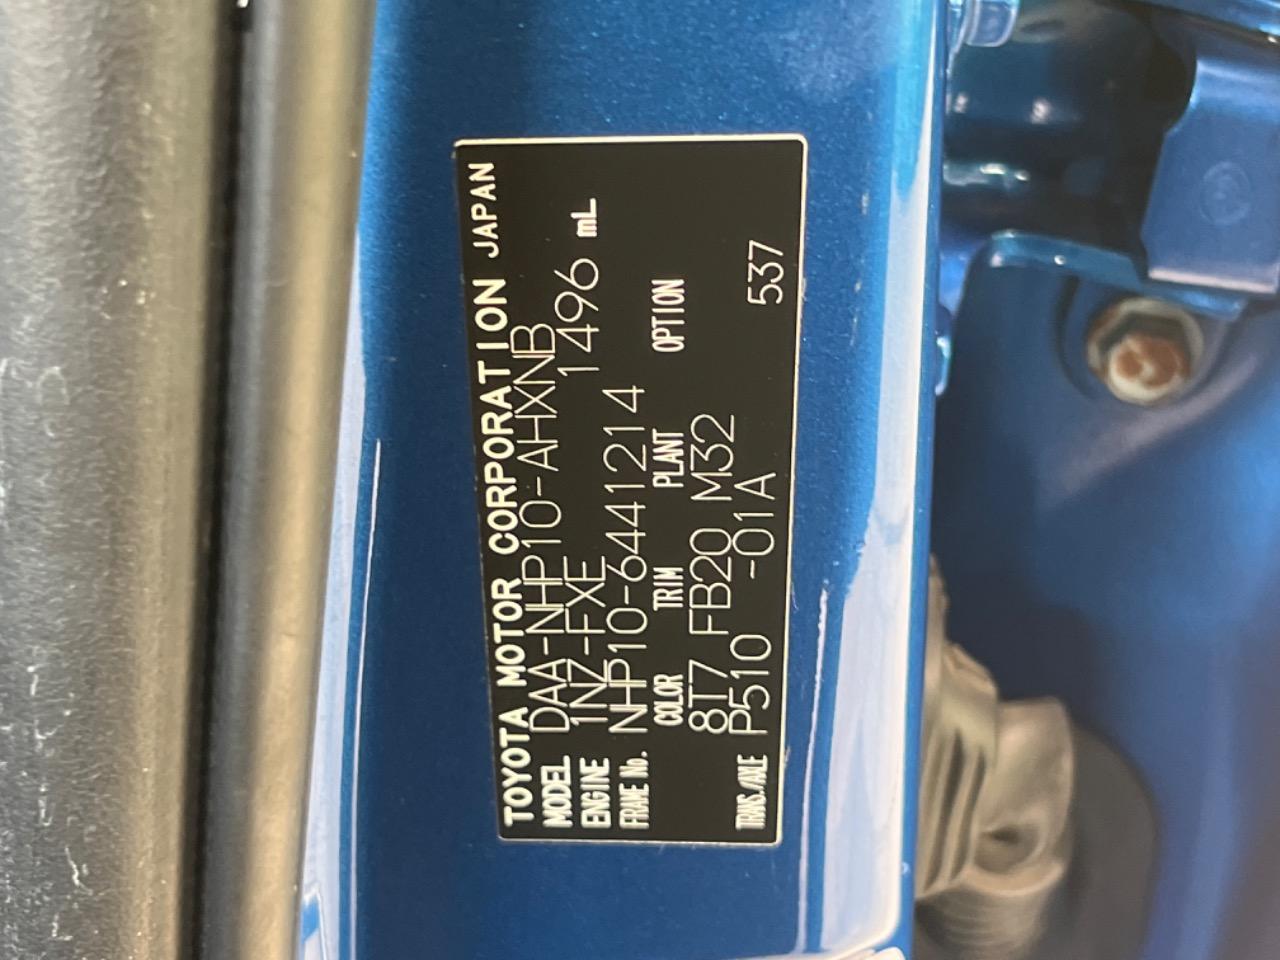 TOYOTA MOTOR CORPORATION JAPAN
MODEL DAA-NHP10-AHXNB
ENGINE 1NZ-FXE 1496 mL
FRAME No. NHP10-6441214
COLOR TRIM PLANT OPTION
8T7 FB20 M32
TRANS./AXLE P510 -01A 537